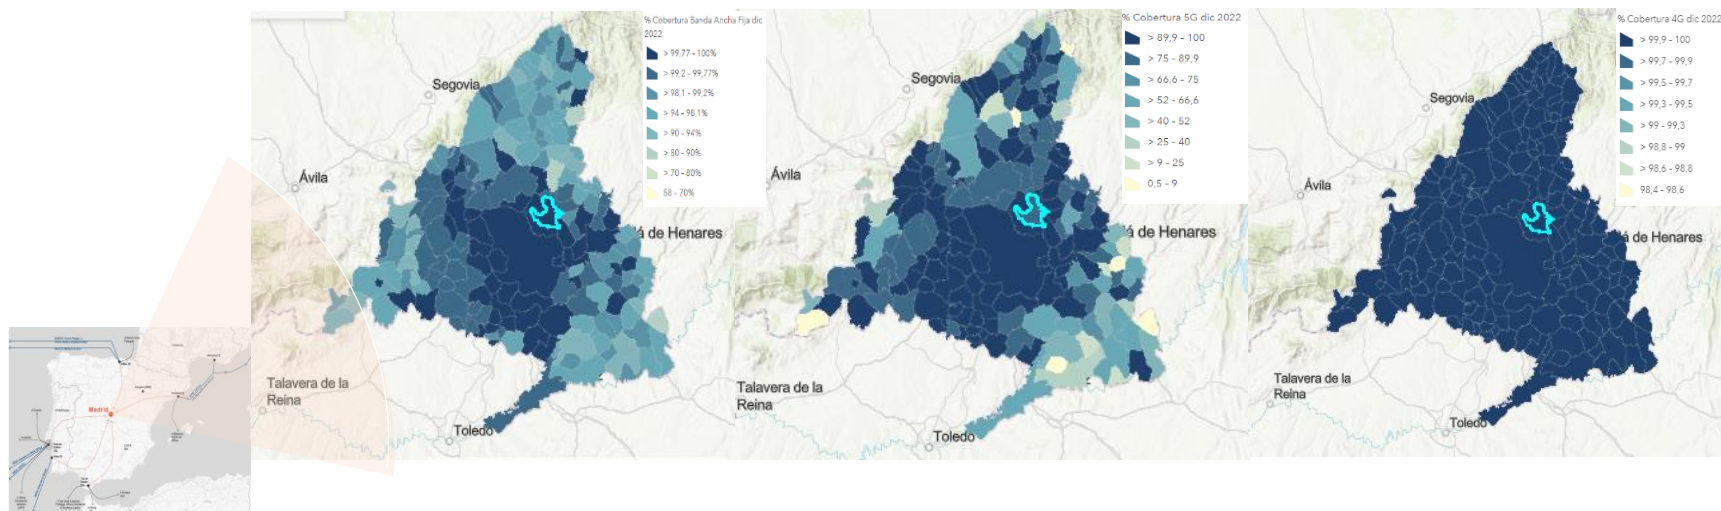 % Cobertura Banda Ancha Fija dic
2022
> 99,77 - 100%
> 99,2 - 99,77%
> 98,1 - 99,2%
> 94 - 98,1%
> 90 - 94%
> 80 - 90%
> 70 - 80%
58 - 70%
Segovia
Ávila
lá de Henares
Talavera de la
Reina
Toledo
% Cobertura 5G dic 2022
> 89,9 - 100
> 75 - 89,9
> 66,6 - 75
> 52 - 66,6
> 40 - 52
> 25 - 40
> 9 - 25
0,5 - 9
Segovia
Ávila
á de Henares
Talavera de la
Reina
Toledo
% Cobertura 4G dic 2022
> 99,9 - 100
> 99,7 - 99,9
> 99,5 - 99,7
> 99,3 - 99,5
> 99 - 99,3
> 98,8 - 99
> 98,6 - 98,8
98,4 - 98,6
Segovia
Ávila
lá de Henares
Talavera de la
Reina
Toledo
Madrid